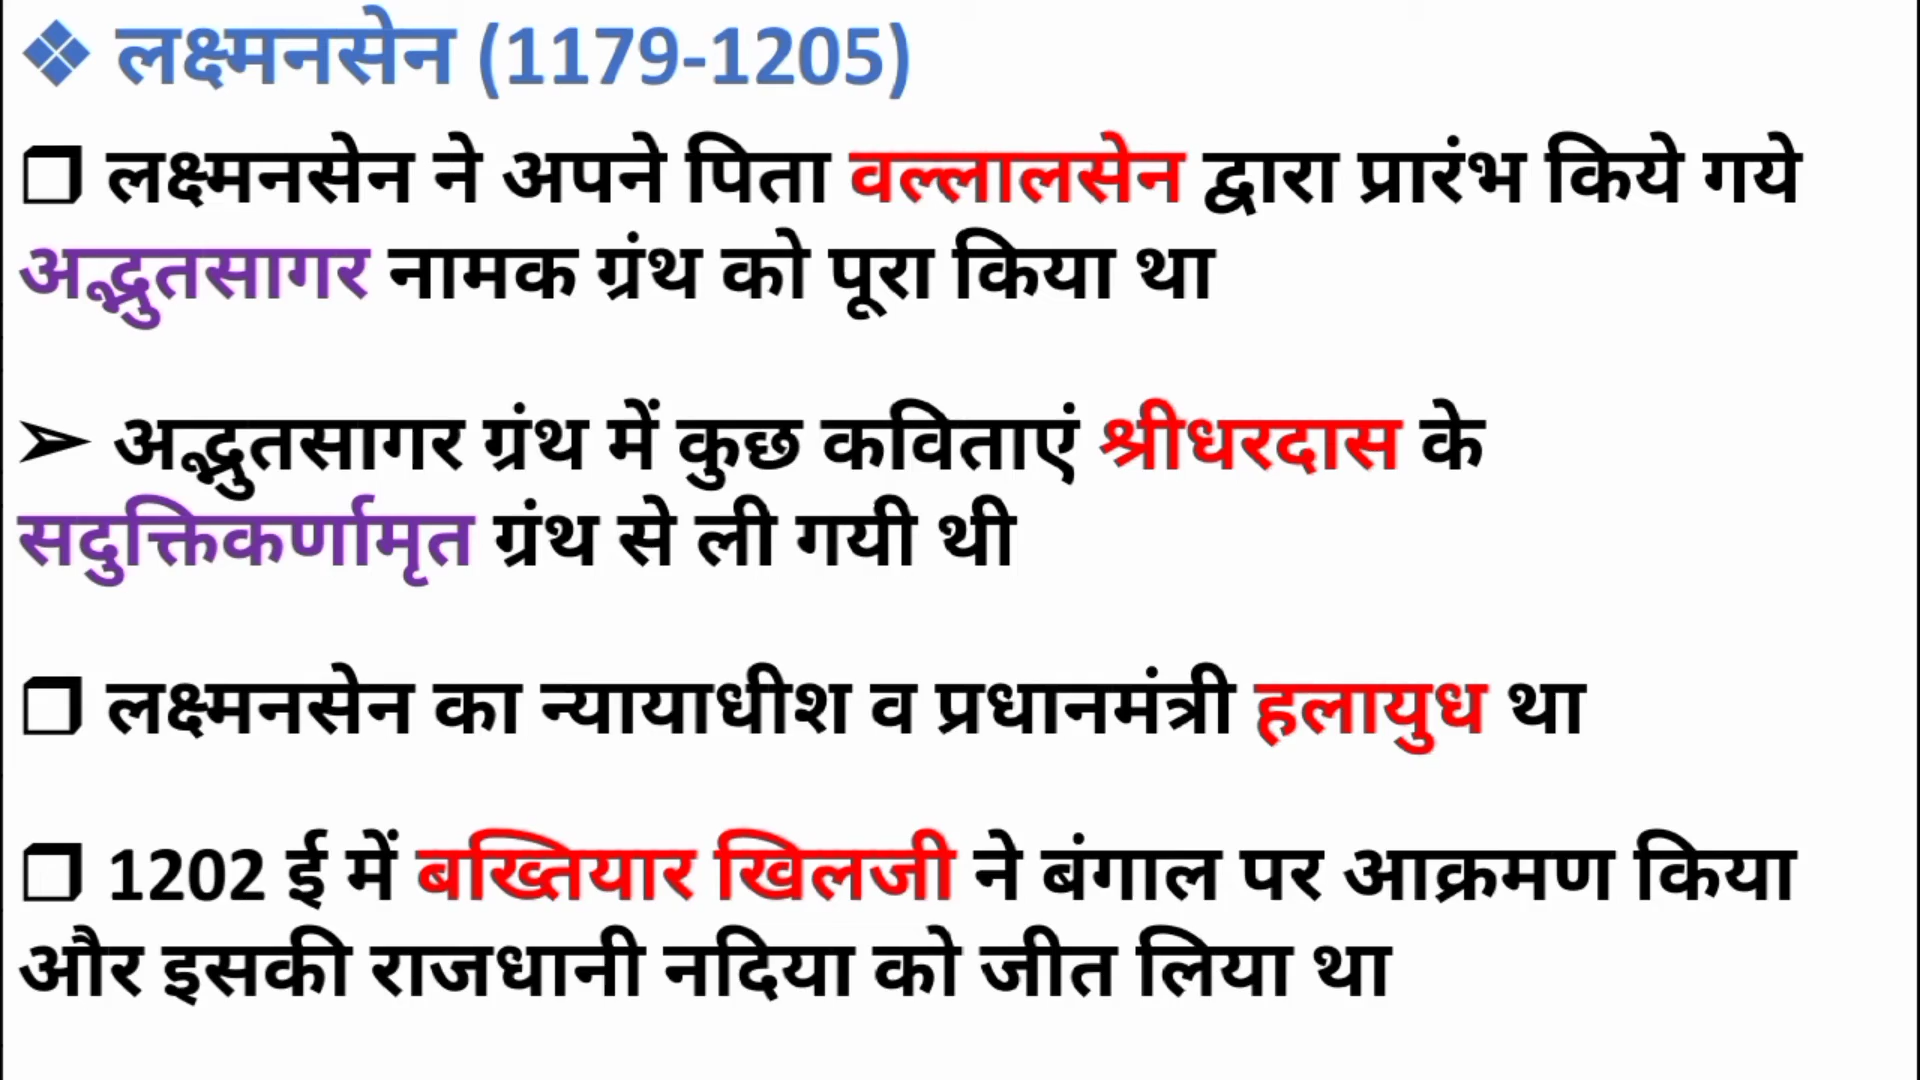 ❖ लक्ष्मनसेन (1179-1205)
❒ लक्ष्मनसेन ने अपने पिता वल्लालसेन द्वारा प्रारंभ किये गये
अद्भुतसागर नामक ग्रंथ को पूरा किया था
➢ अद्भुतसागर ग्रंथ में कुछ कविताएं श्रीधरदास के
सदुक्तिकर्णामृत ग्रंथ से ली गयी थी
❒ लक्ष्मनसेन का न्यायाधीश व प्रधानमंत्री हलायुध था
❒ 1202 ई में बख्तियार खिलजी ने बंगाल पर आक्रमण किया
और इसकी राजधानी नदिया को जीत लिया था